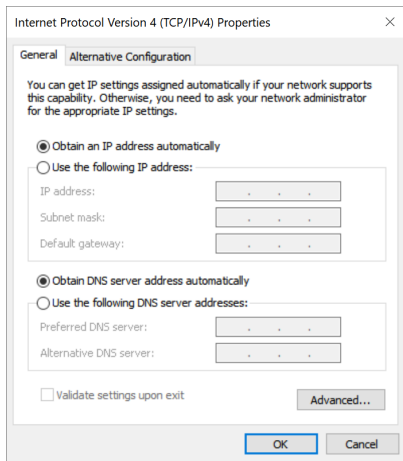 Internet Protocol Version 4 (TCP/IPv4) Properties
General
Alternative Configuration
You can get IP settings assigned automatically if your network supports
this capability. Otherwise, you need to ask your network administrator
for the appropriate IP settings.
Obtain an IP address automatically
Use the following IP address:
IP address:
Subnet mask:
Default gateway:
Obtain DNS server address automatically
Use the following DNS server addresses:
Preferred DNS server:
Alternative DNS server:
Validate settings upon exit
Advanced...
OK
Cancel